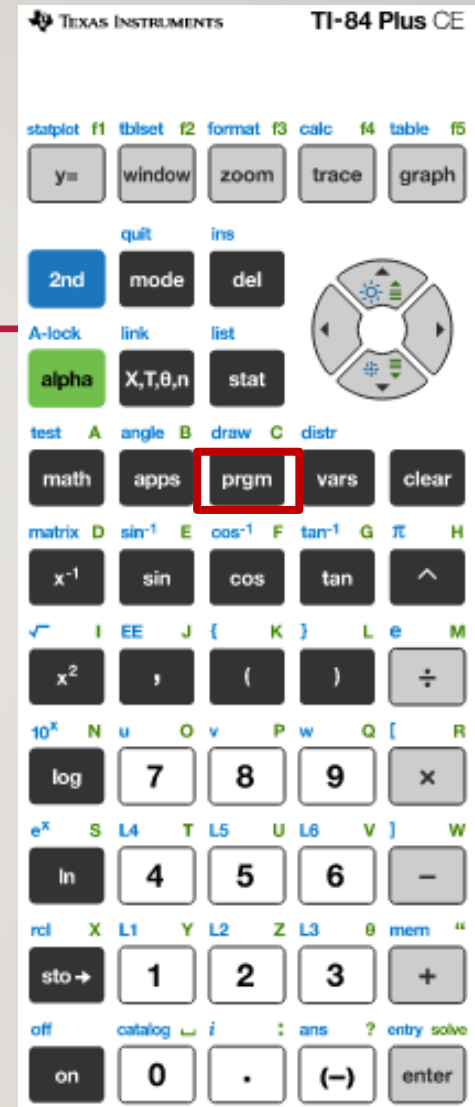 TEXAS INSTRUMENTS TI-84 Plus CE
statplot f1 tblset f2 format f3 calc f4 table f5
y= window zoom trace graph
quit ins
2nd mode del
A-lock link list
alpha X,T,θ,n stat
test A angle B draw C distr
math apps prgm vars clear
matrix D sin-1 E cos-1 F tan-1 G π H
x-1 sin cos tan ^
√ I EE J { K } L e M
x2 , ( ) ÷
10x N u O v P w Q [ R
log 7 8 9 ×
ex S L4 T L5 U L6 V ] W
ln 4 5 6 −
rcl X L1 Y L2 Z L3 θ mem "
sto→ 1 2 3 +
off catalog ⎵ i : ans ? entry solve
on 0 . (−) enter